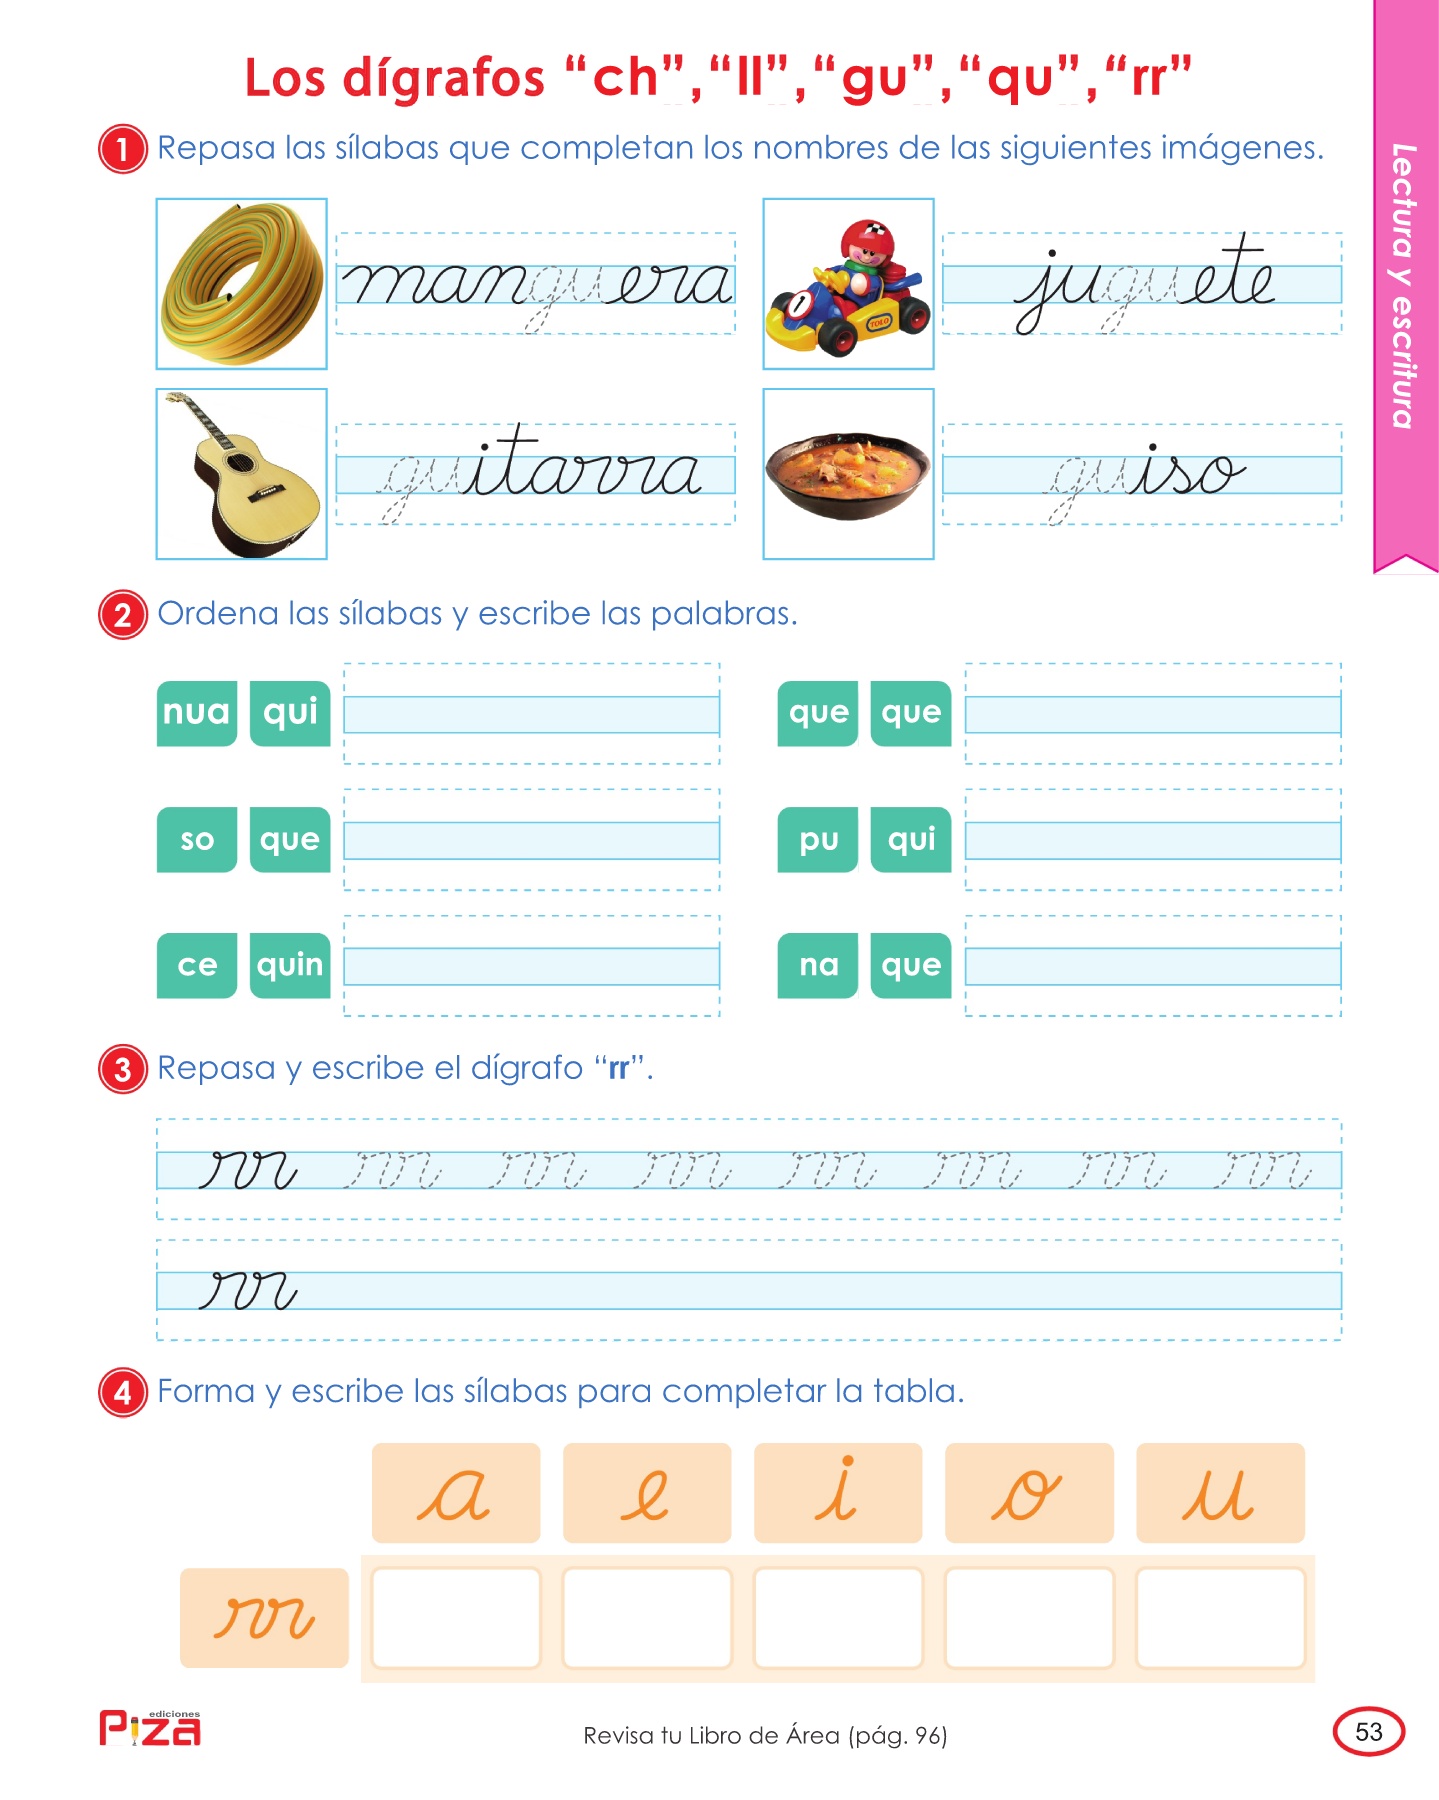 Los dígrafos “ch”, “ll”, “gu”, “qu”, “rr”
1 Repasa las sílabas que completan los nombres de las siguientes imágenes.
manguera juguete
1
TOLO
guitarra guiso
2 Ordena las sílabas y escribe las palabras.
nua qui que que
so que pu qui
ce quin na que
3 Repasa y escribe el dígrafo “rr”.
rr rr rr rr rr rr rr rr
rr
4 Forma y escribe las sílabas para completar la tabla.
a e i o u
rr
ediciones
Piza
Revisa tu Libro de Área (pág. 96)
53
Lectura y escritura